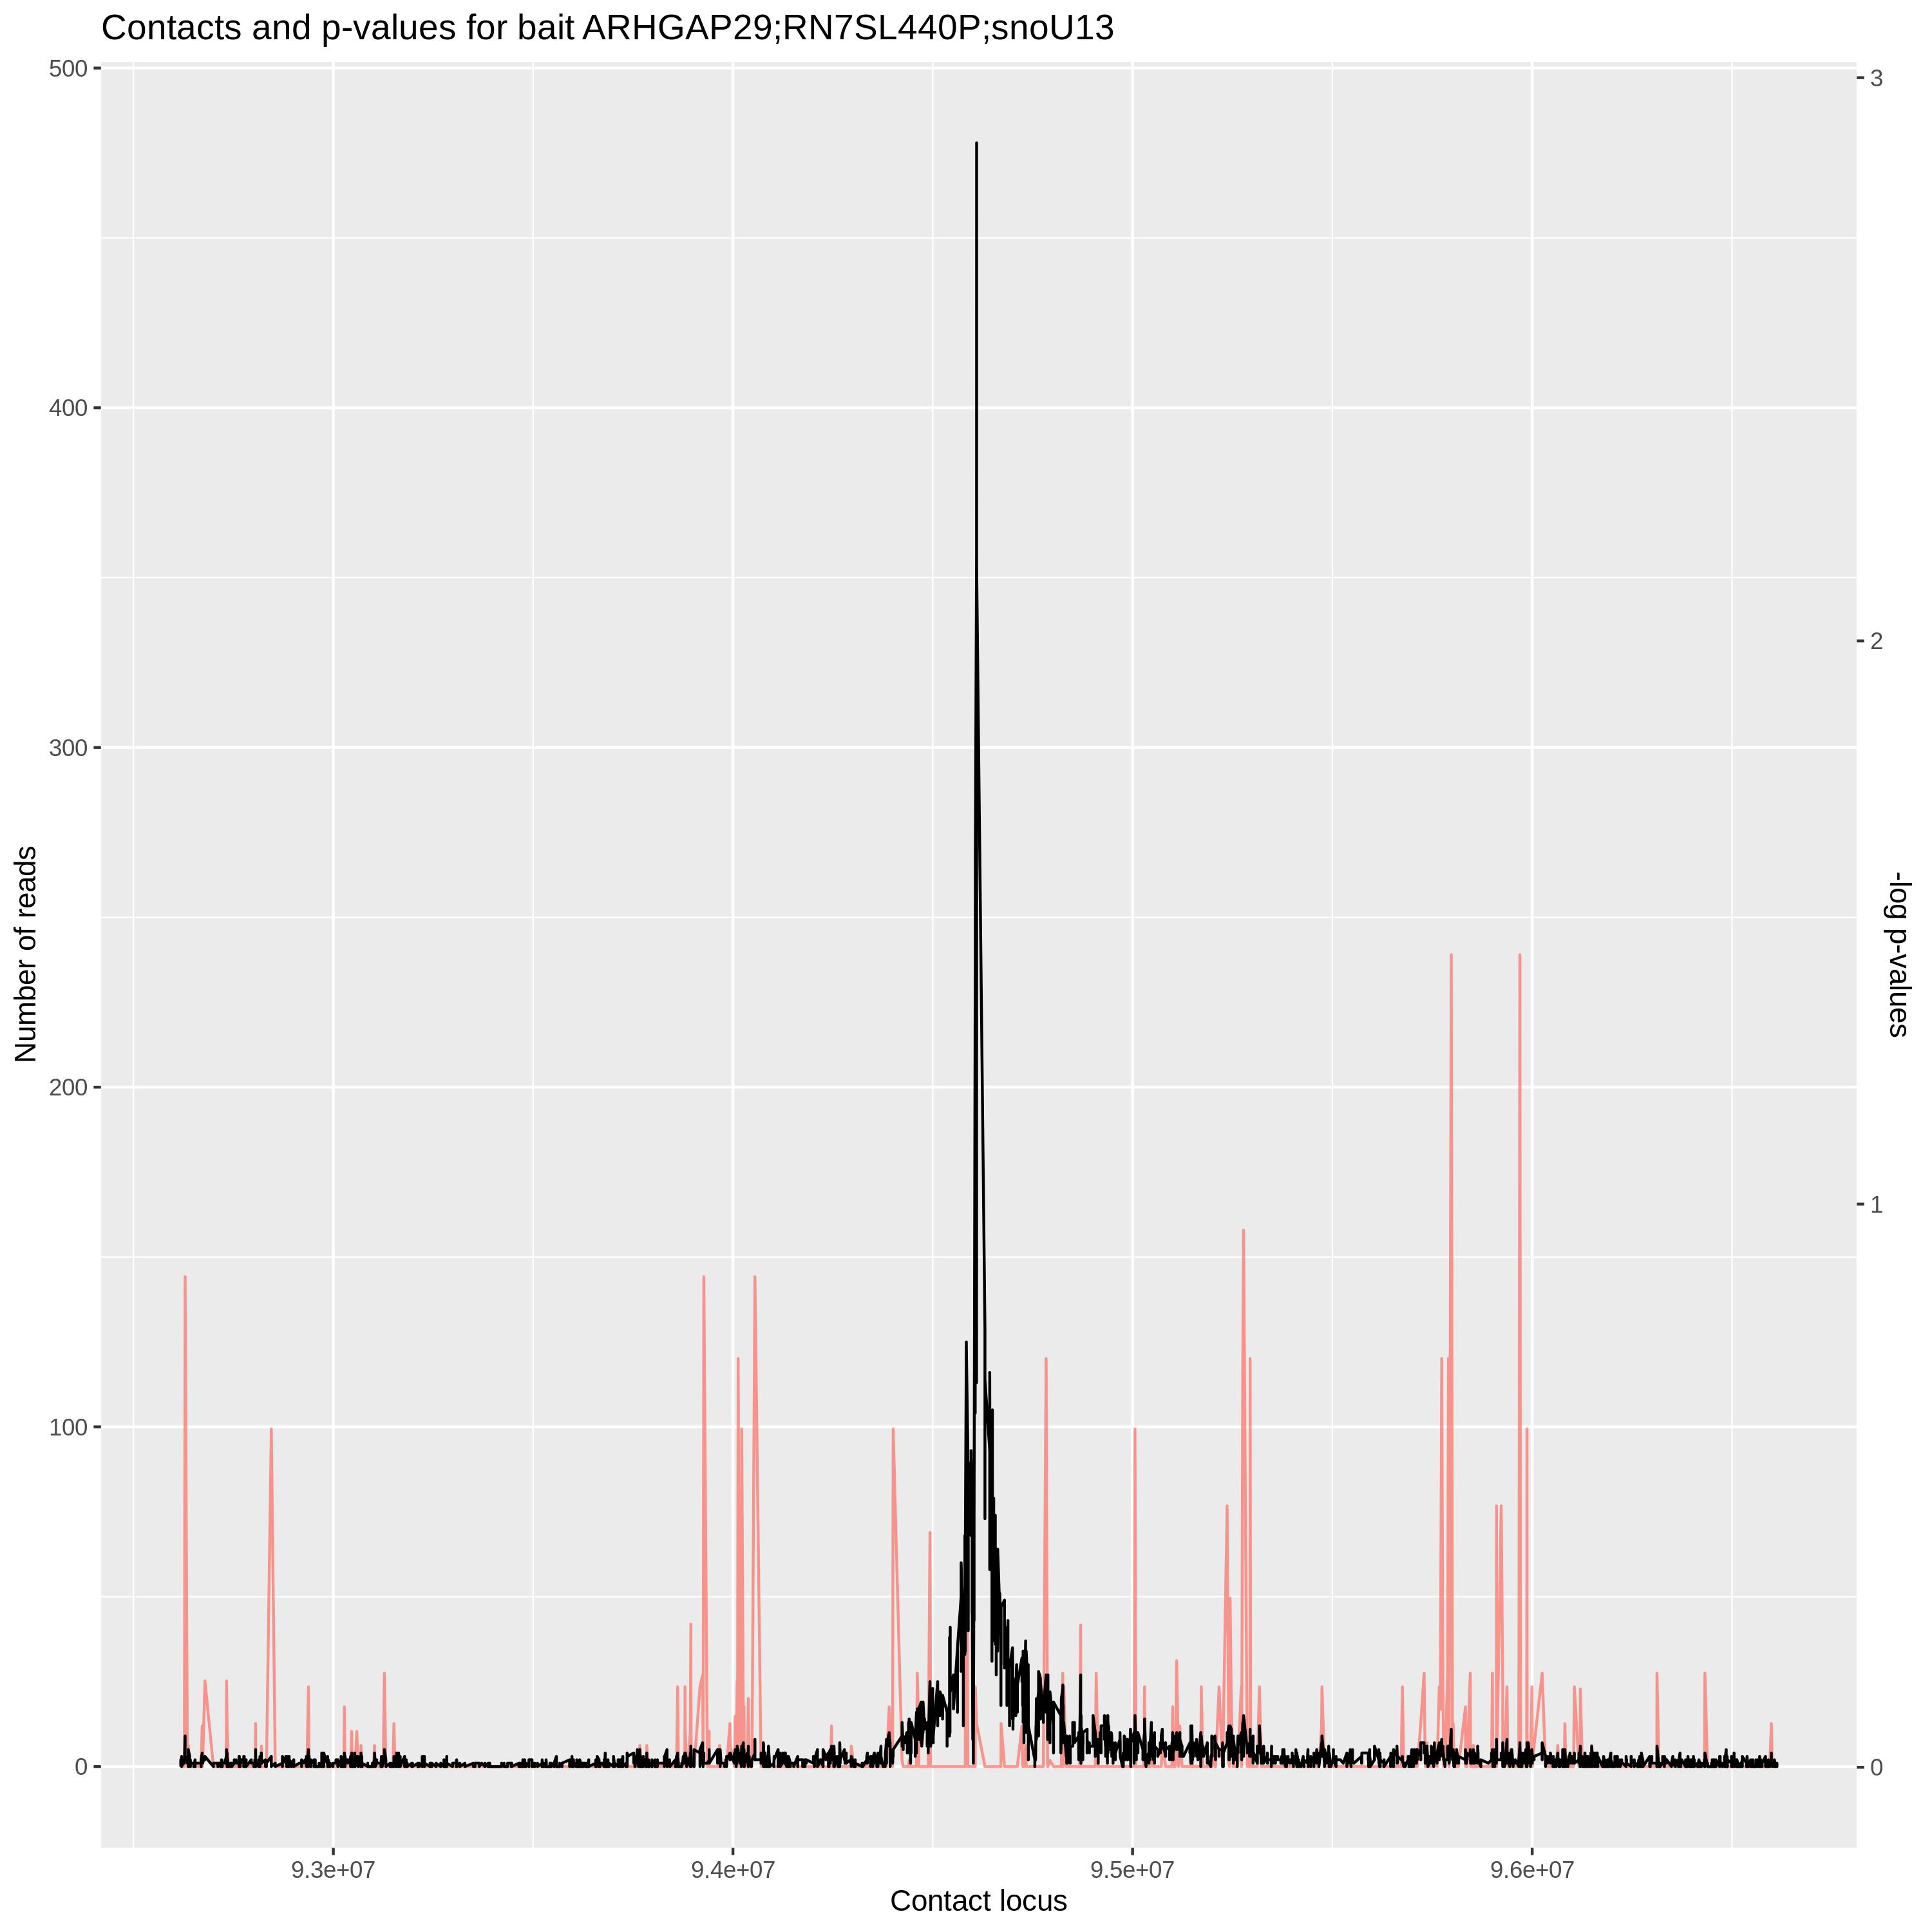 Contacts and p-values for bait ARHGAP29;RN7SL440P;snoU13
500
400
300
200
100
0
Number of reads
3
2
1
0
-log p-values
9.3e+07 9.4e+07 9.5e+07 9.6e+07
Contact locus